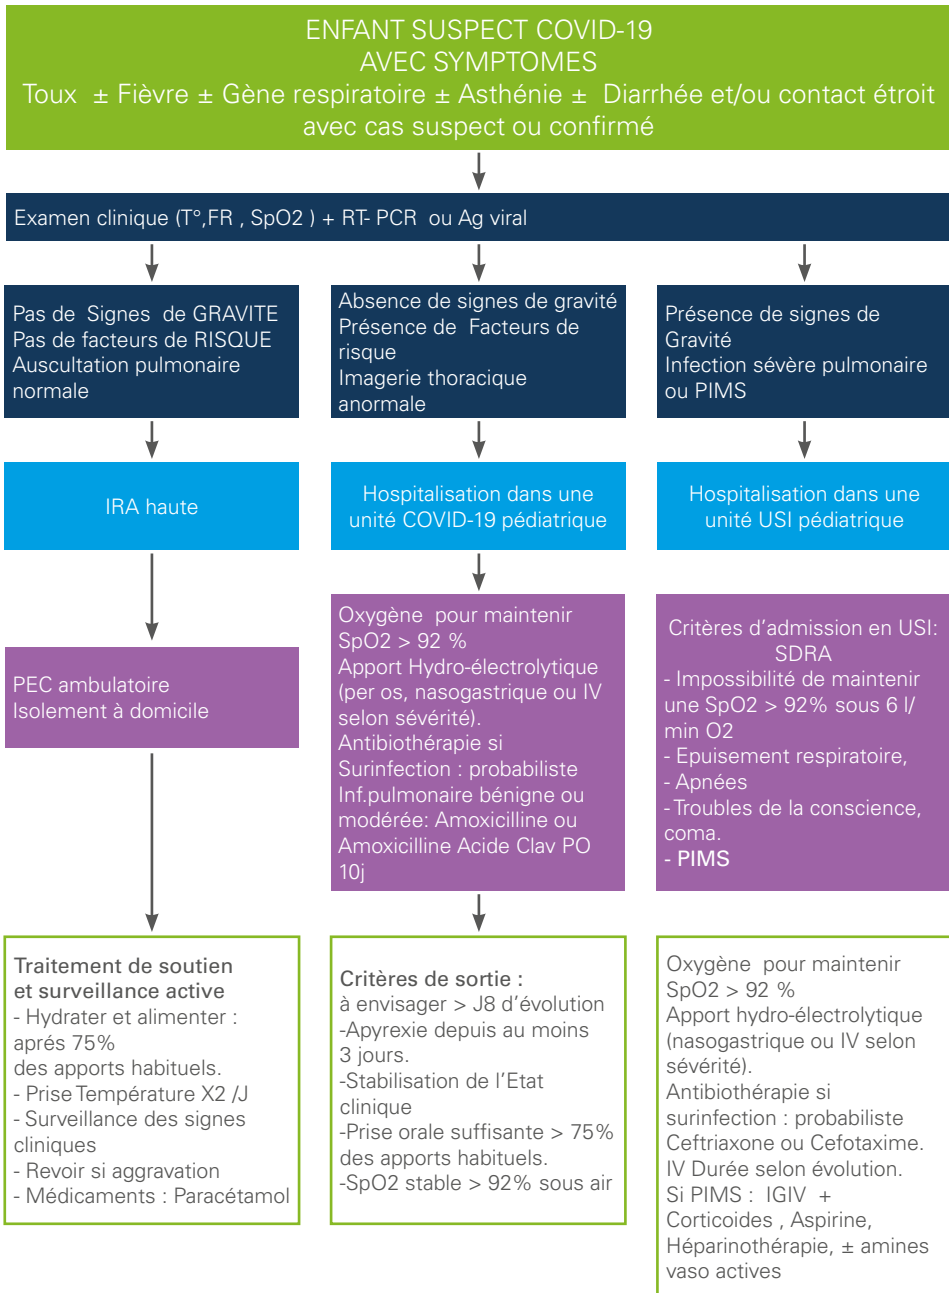 ENFANT SUSPECT COVID-19
AVEC SYMPTOMES
Toux ± Fièvre ± Gène respiratoire ± Asthénie ± Diarrhée et/ou contact étroit
avec cas suspect ou confirmé
Examen clinique (T°,FR , SpO2 ) + RT- PCR ou Ag viral
Pas de Signes de GRAVITE
Pas de facteurs de RISQUE
Auscultation pulmonaire
normale
Absence de signes de gravité
Présence de Facteurs de
risque
Imagerie thoracique
anormale
Présence de signes de
Gravité
Infection sévère pulmonaire
ou PIMS
IRA haute
Hospitalisation dans une
unité COVID-19 pédiatrique
Hospitalisation dans une
unité USI pédiatrique
PEC ambulatoire
Isolement à domicile
Oxygène pour maintenir
SpO2 > 92 %
Apport Hydro-électrolytique
(per os, nasogastrique ou IV
selon sévérité).
Antibiothérapie si
Surinfection : probabiliste
Inf.pulmonaire bénigne ou
modérée: Amoxicilline ou
Amoxicilline Acide Clav PO
10j
Critères d'admission en USI:
SDRA
- Impossibilité de maintenir
une SpO2 > 92% sous 6 l/
min O2
- Epuisement respiratoire,
- Apnées
- Troubles de la conscience,
coma.
- PIMS
Traitement de soutien
et surveillance active
- Hydrater et alimenter :
aprés 75%
des apports habituels.
- Prise Température X2 /J
- Surveillance des signes
cliniques
- Revoir si aggravation
- Médicaments : Paracétamol
Critères de sortie :
à envisager > J8 d'évolution
-Apyrexie depuis au moins
3 jours.
-Stabilisation de l'Etat
clinique
-Prise orale suffisante > 75%
des apports habituels.
-SpO2 stable > 92% sous air
Oxygène pour maintenir
SpO2 > 92 %
Apport hydro-électrolytique
(nasogastrique ou IV selon
sévérité).
Antibiothérapie si
surinfection : probabiliste
Ceftriaxone ou Cefotaxime.
IV Durée selon évolution.
Si PIMS : IGIV +
Corticoides , Aspirine,
Héparinothérapie, ± amines
vaso actives